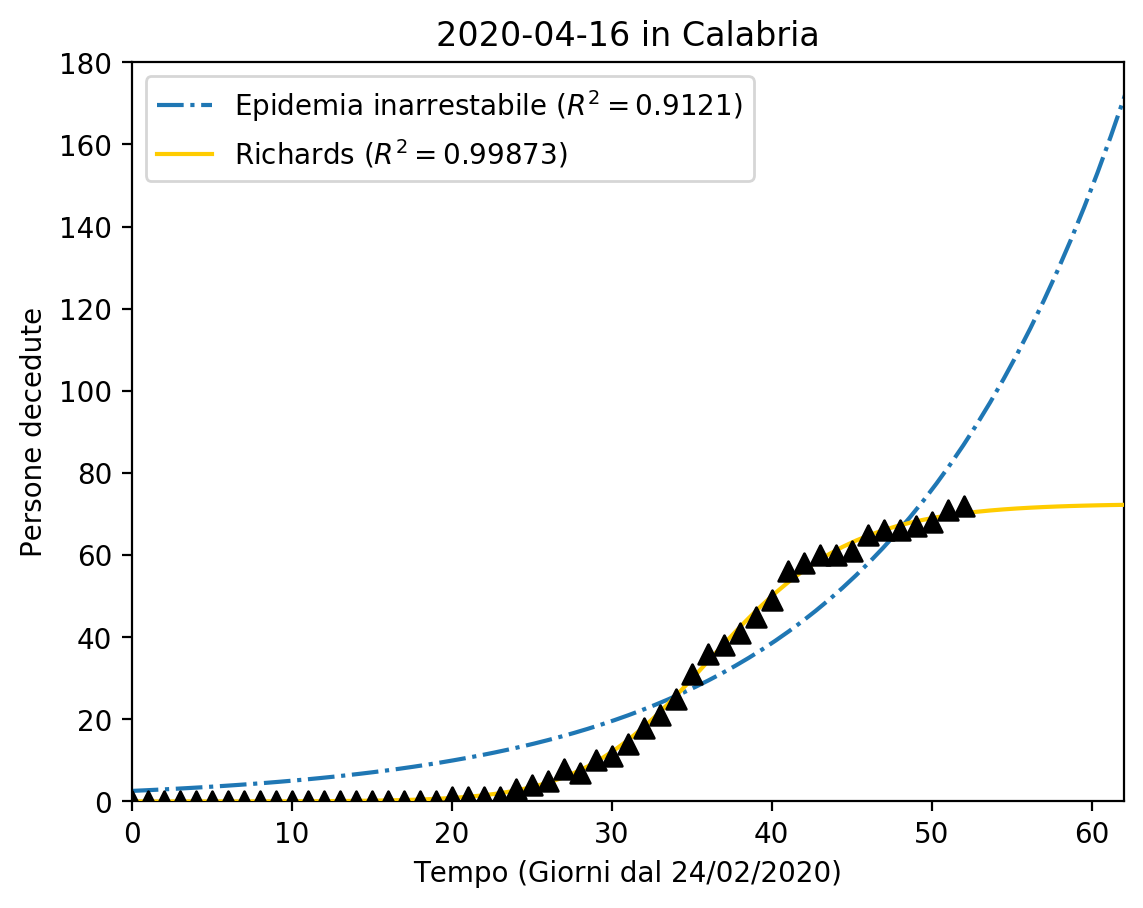 2020-04-16 in Calabria
Epidemia inarrestabile (R² = 0.9121)
Richards (R² = 0.99873)
Persone decedute
180
160
140
120
100
80
60
40
20
0
0 10 20 30 40 50 60
Tempo (Giorni dal 24/02/2020)